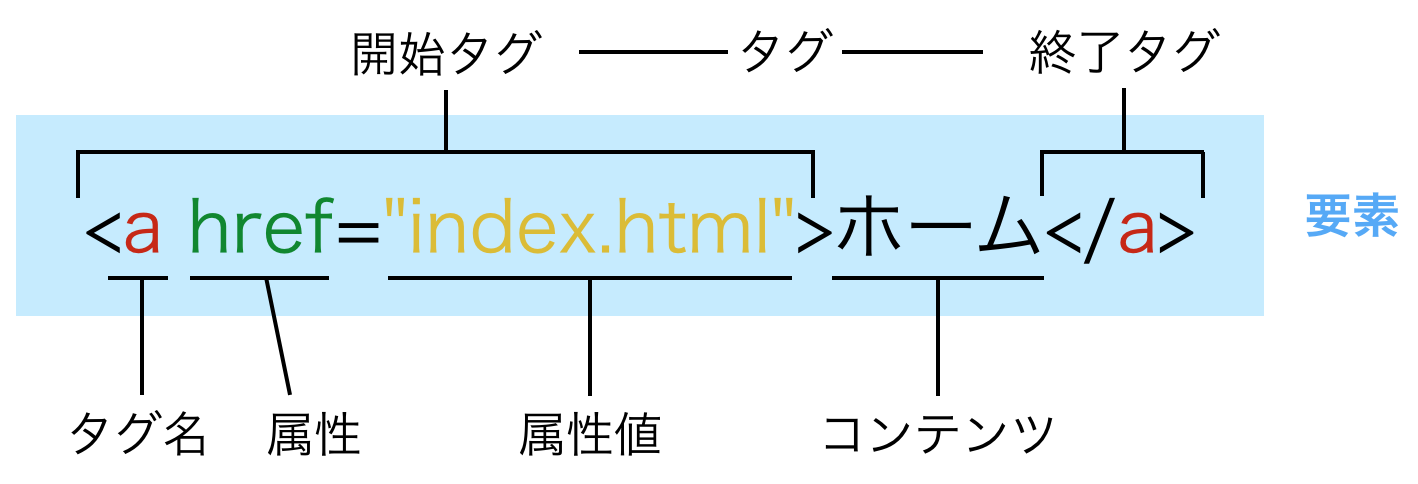 開始タグ タグ 終了タグ
<a href="index.html">ホーム</a>
要素
タグ名 属性 属性値 コンテンツ